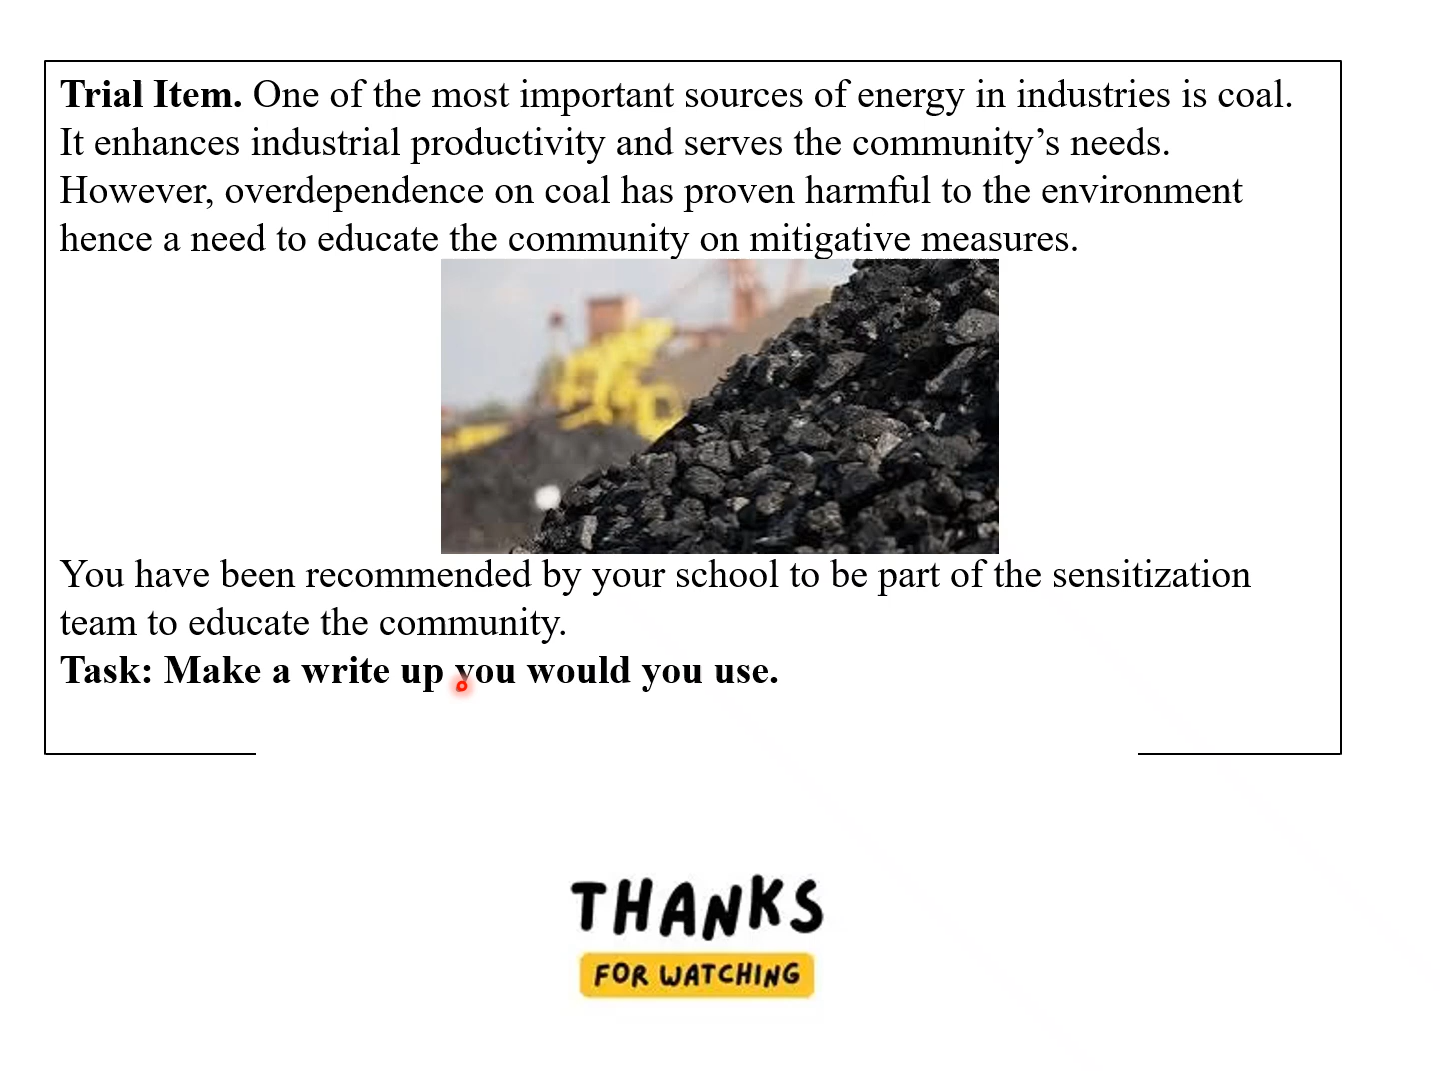 Trial Item. One of the most important sources of energy in industries is coal.
It enhances industrial productivity and serves the community’s needs.
However, overdependence on coal has proven harmful to the environment
hence a need to educate the community on mitigative measures.
You have been recommended by your school to be part of the sensitization
team to educate the community.
Task: Make a write up you would you use.
THANKS
FOR WATCHING